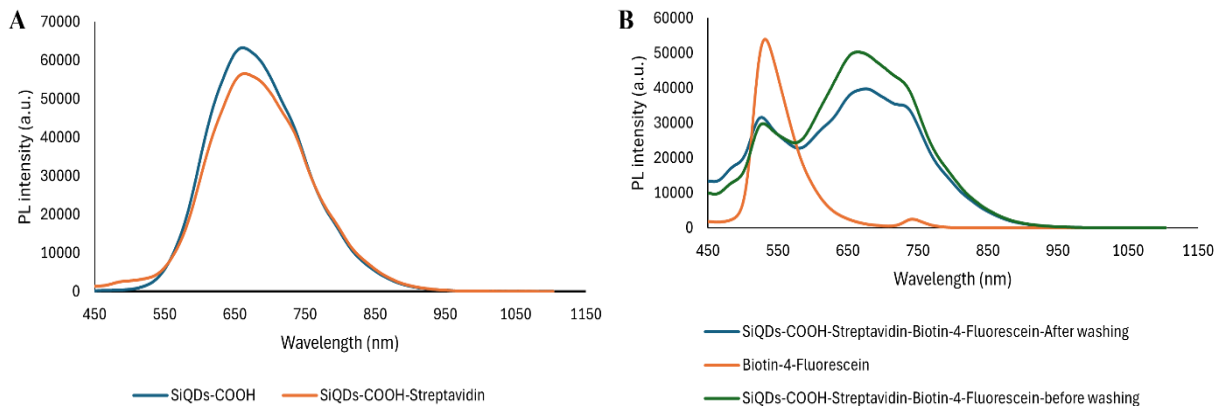 A
PL intensity (a.u.)
70000
60000
50000
40000
30000
20000
10000
0
450 550 650 750 850 950 1050 1150
Wavelength (nm)
SiQDs-COOH SiQDs-COOH-Streptavidin
B
PL intensity (a.u.)
60000
50000
40000
30000
20000
10000
0
450 550 650 750 850 950 1050 1150
Wavelength (nm)
SiQDs-COOH-Streptavidin-Biotin-4-Fluorescein-After washing
Biotin-4-Fluorescein
SiQDs-COOH-Streptavidin-Biotin-4-Fluorescein-before washing